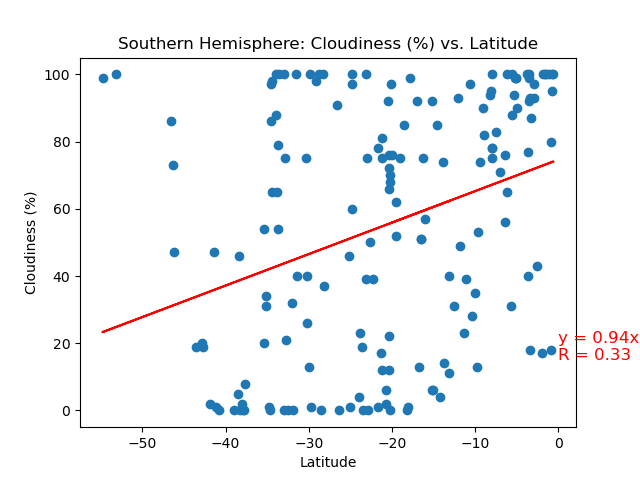 Southern Hemisphere: Cloudiness (%) vs. Latitude
100
80
60
40
20
0
Cloudiness (%)
y = 0.94x
R = 0.33
−50
−40
−30
−20
−10
0
Latitude